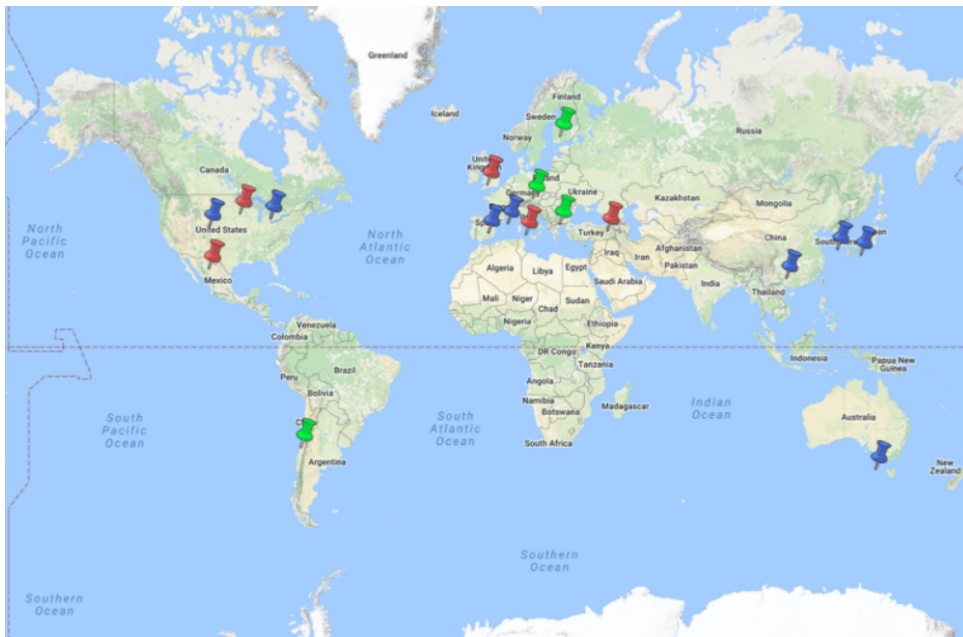 Greenland
Iceland
Finland
Sweden
Norway
Russia
United
Kingdom
Canada
Germany
Ukraine
Kazakhstan
Mongolia
North
Pacific
Ocean
United States
North
Atlantic
Ocean
Turkey
China
Afghanistan
Iraq
Iran
Pakistan
Algeria
Libya
Egypt
Saudi Arabia
India
Mexico
Thailand
Mali
Niger
Sudan
Chad
Nigeria
Ethiopia
Venezuela
Colombia
Kenya
DR Congo
Indonesia
Papua New
Guinea
Tanzania
Peru
Brazil
Bolivia
Angola
Namibia
Botswana
Madagascar
Indian
Ocean
South
Pacific
Ocean
South
Atlantic
Ocean
Australia
South Africa
Argentina
New
Zealand
Southern
Ocean
Southern
Ocean